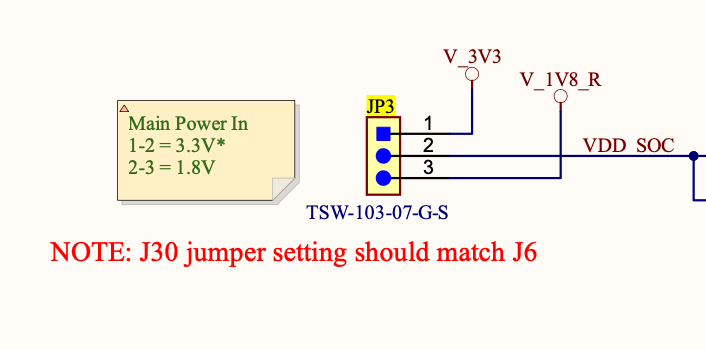 V_3V3
V_1V8_R
JP3
Main Power In
1-2 = 3.3V*
2-3 = 1.8V
1
2
3
VDD_SOC
TSW-103-07-G-S
NOTE: J30 jumper setting should match J6